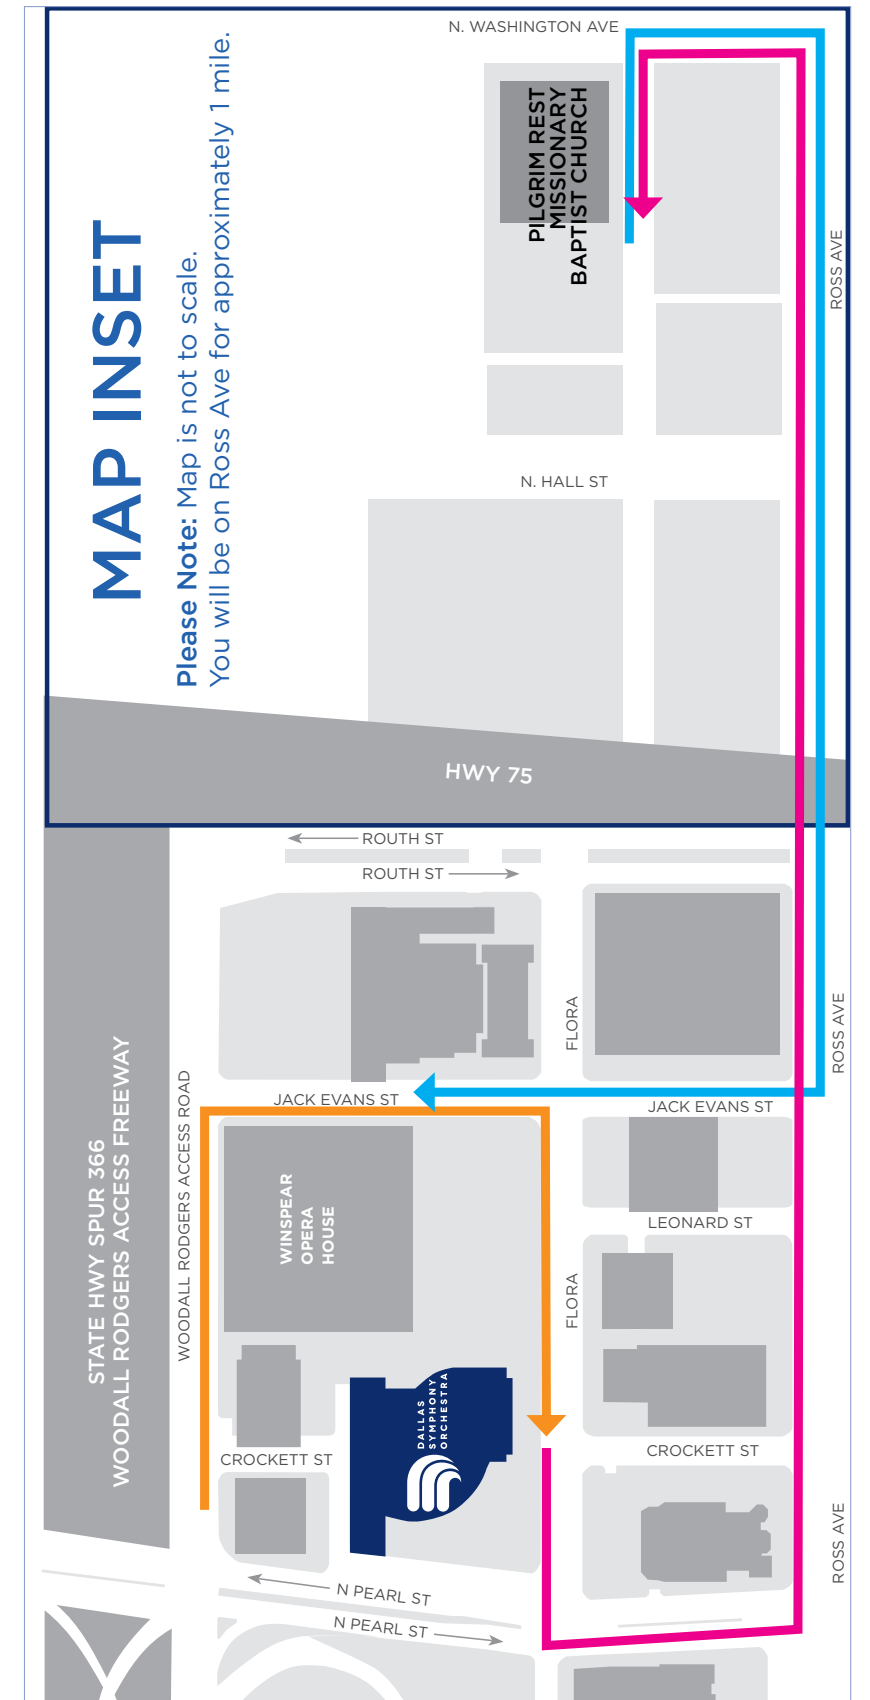 N. WASHINGTON AVE
PILGRIM REST
MISSIONARY
BAPTIST CHURCH
MAP INSET
Please Note: Map is not to scale.
You will be on Ross Ave for approximately 1 mile.
ROSS AVE
N. HALL ST
HWY 75
ROUTH ST
ROUTH ST
FLORA
ROSS AVE
JACK EVANS ST
JACK EVANS ST
STATE HWY SPUR 366
WOODALL RODGERS ACCESS FREEWAY
WOODALL RODGERS ACCESS ROAD
WINSPEAR
OPERA
HOUSE
LEONARD ST
FLORA
DALLAS
SYMPHONY
ORCHESTRA
CROCKETT ST
CROCKETT ST
ROSS AVE
N PEARL ST
N PEARL ST